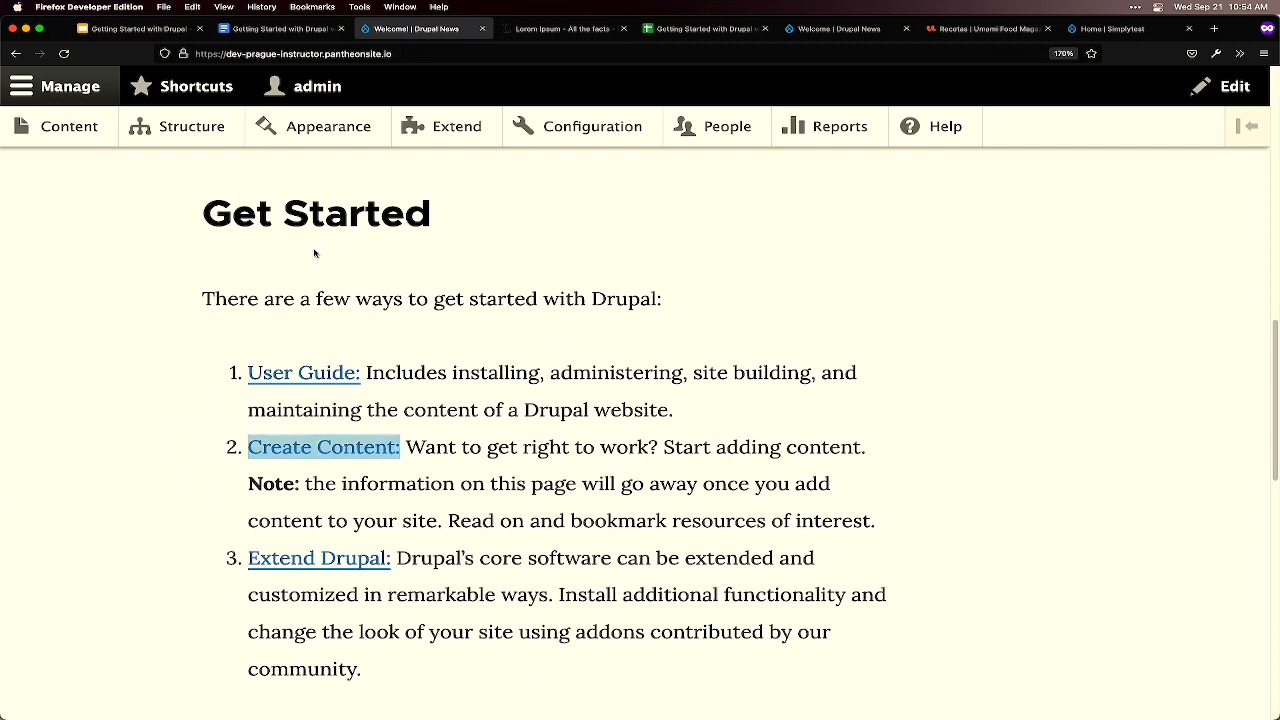 Firefox Developer Edition File Edit View History Bookmarks Tools Window Help Wed Sep 21 10:54 AM
Getting Started with Drupal - Getting Started with Drupal w Welcome! | Drupal News Lorem Ipsum - All the facts - Getting Started with Drupal w Welcome | Drupal News Recetas | Umami Food Maga Home | Simplytest
https://dev-prague-instructor.pantheonsite.io 170%
Manage Shortcuts admin Edit
Content Structure Appearance Extend Configuration People Reports Help
Get Started
There are a few ways to get started with Drupal:
1. User Guide: Includes installing, administering, site building, and
maintaining the content of a Drupal website.
2. Create Content: Want to get right to work? Start adding content.
Note: the information on this page will go away once you add
content to your site. Read on and bookmark resources of interest.
3. Extend Drupal: Drupal's core software can be extended and
customized in remarkable ways. Install additional functionality and
change the look of your site using addons contributed by our
community.